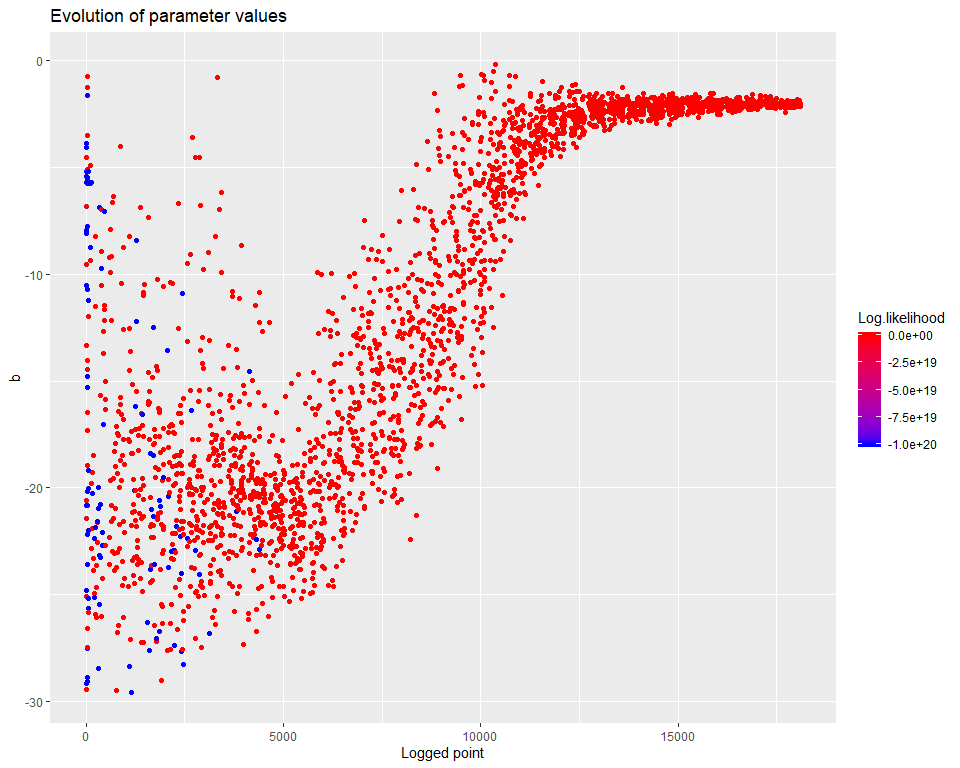 Evolution of parameter values
0
-10
-20
-30
b
0
5000
10000
15000
Logged point
Log.likelihood
0.0e+00
-2.5e+19
-5.0e+19
-7.5e+19
-1.0e+20